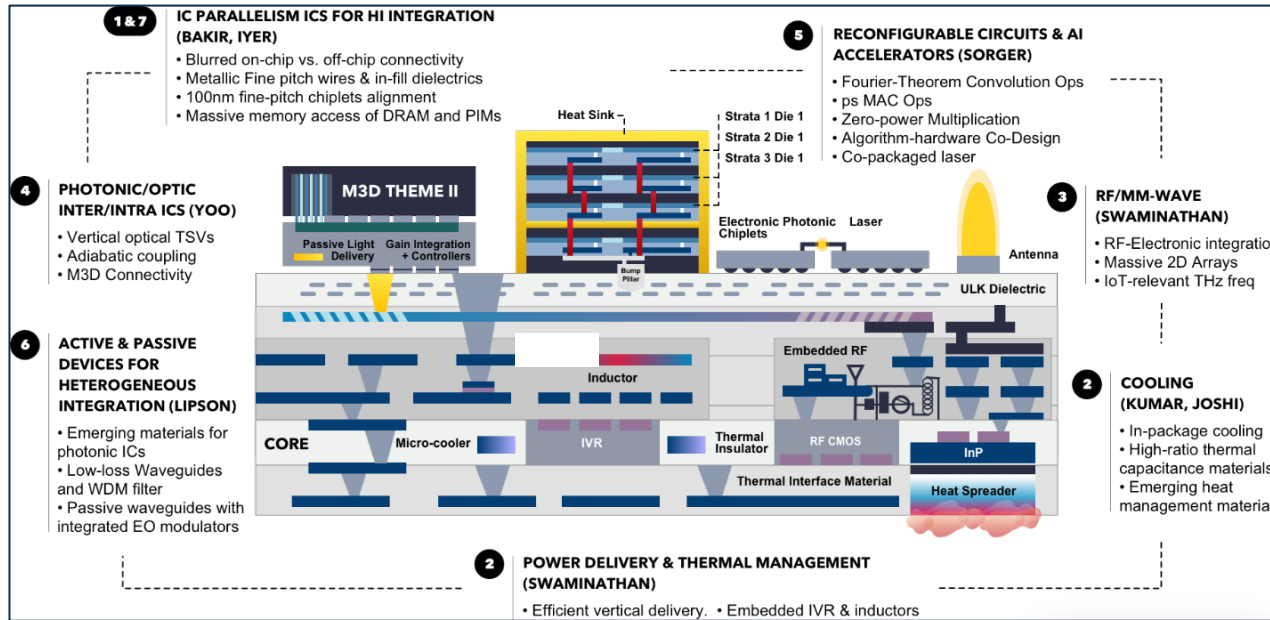 1 & 7
IC PARALLELISM ICS FOR HI INTEGRATION
(BAKIR, IYER)
• Blurred on-chip vs. off-chip connectivity
• Metallic Fine pitch wires & in-fill dielectrics
• 100nm fine-pitch chiplets alignment
• Massive memory access of DRAM and PIMs
5
RECONFIGURABLE CIRCUITS & AI
ACCELERATORS (SORGER)
• Fourier-Theorem Convolution Ops
• ps MAC Ops
• Zero-power Multiplication
• Algorithm-hardware Co-Design
• Co-packaged laser
4
PHOTONIC/OPTIC
INTER/INTRA ICS (YOO)
• Vertical optical TSVs
• Adiabatic coupling
• M3D Connectivity
M3D THEME II
Passive Light
Delivery
Gain Integration
+ Controllers
Heat Sink
Strata 1 Die 1
Strata 2 Die 1
Strata 3 Die 1
Bump
Pillar
Electronic Photonic
Chiplets
Laser
Antenna
3
RF/MM-WAVE
(SWAMINATHAN)
• RF-Electronic integratio
• Massive 2D Arrays
• IoT-relevant THz freq
ULK Dielectric
6
ACTIVE & PASSIVE
DEVICES FOR
HETEROGENEOUS
INTEGRATION (LIPSON)
• Emerging materials for
photonic ICs
• Low-loss Waveguides
and WDM filter
• Passive waveguides with
integrated EO modulators
Inductor
Embedded RF
CORE
Micro-cooler
IVR
Thermal
Insulator
RF CMOS
InP
Thermal Interface Material
Heat Spreader
2
COOLING
(KUMAR, JOSHI)
• In-package cooling
• High-ratio thermal
capacitance materials
• Emerging heat
management materia
2
POWER DELIVERY & THERMAL MANAGEMENT
(SWAMINATHAN)
• Efficient vertical delivery. • Embedded IVR & inductors